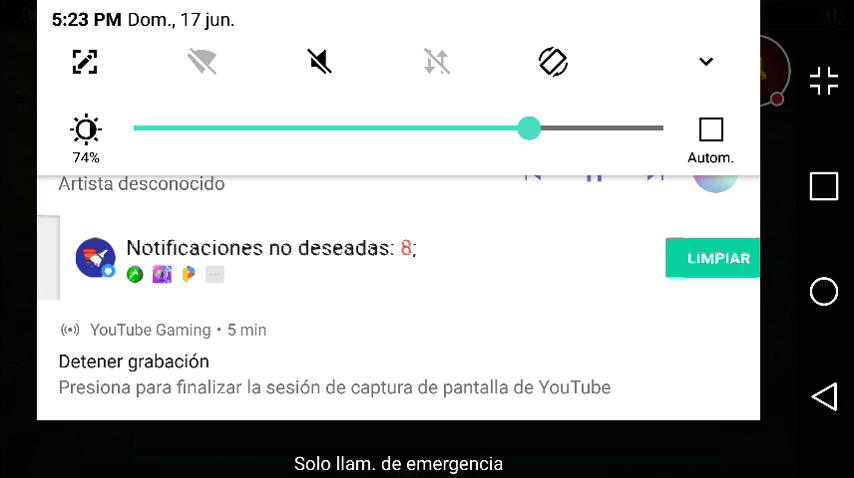 5:23 PM Dom., 17 jun.
74%
Autom.
Artista desconocido
Notificaciones no deseadas: 8;
LIMPIAR
YouTube Gaming • 5 min
Detener grabación
Presiona para finalizar la sesión de captura de pantalla de YouTube
Solo llam. de emergencia